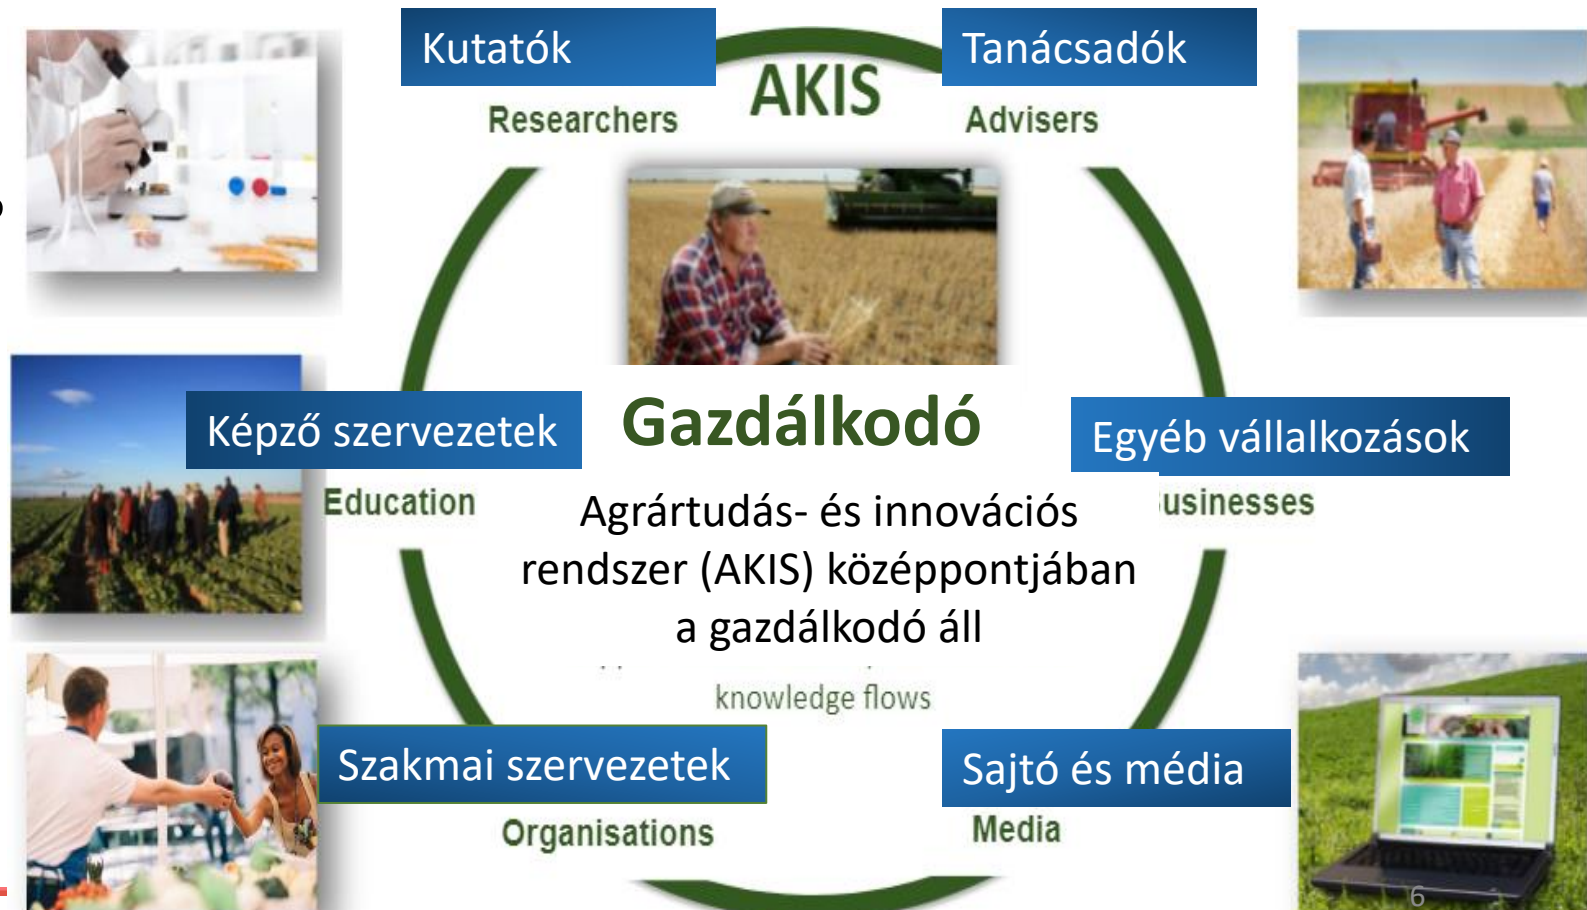 Kutatók
Tanácsadók
AKIS
Researchers
Advisers
Képző szervezetek
Gazdálkodó
Egyéb vállalkozások
Education
usinesses
Agrártudás- és innovációs
rendszer (AKIS) középpontjában
a gazdálkodó áll
knowledge flows
Szakmai szervezetek
Sajtó és média
Organisations
Media
6